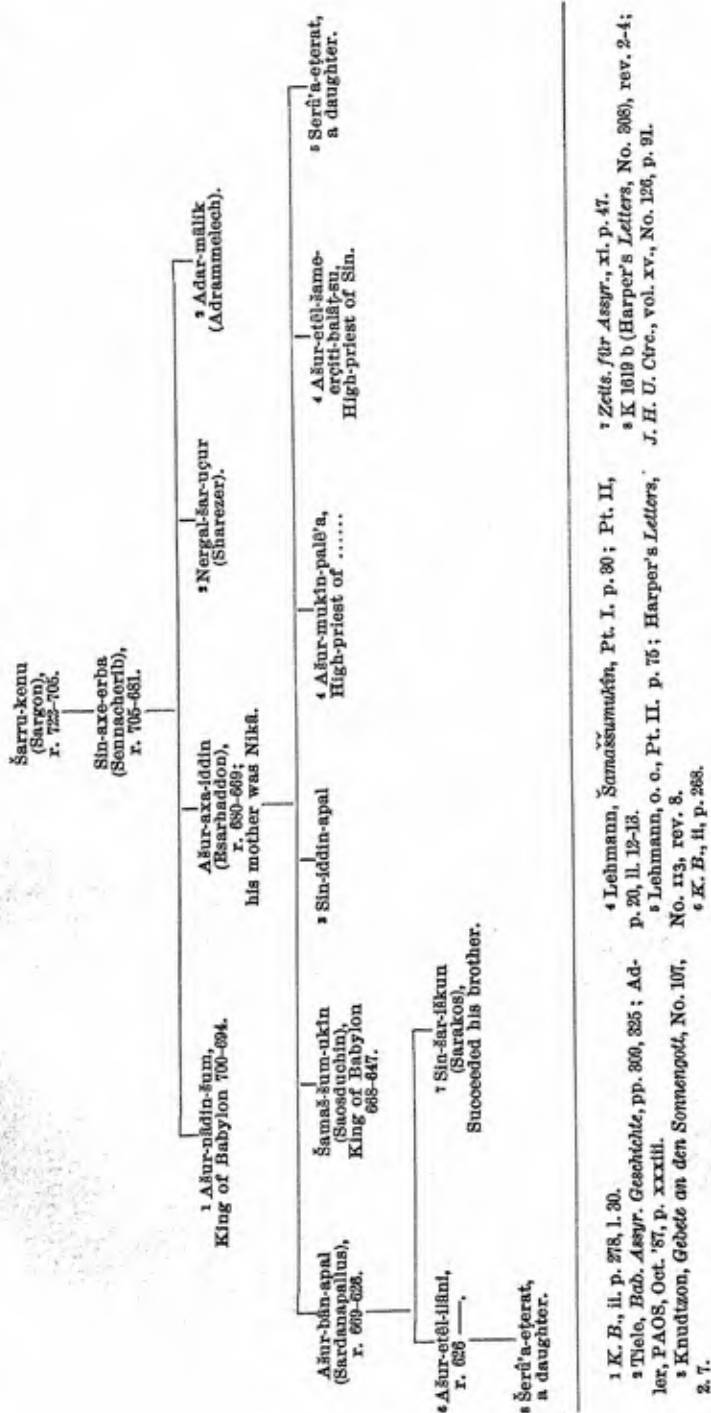 Šarru-kenu
(Sargon),
r. 722–705.
Sin-axe-erba
(Sennacherib),
r. 705–681.
1 Ašur-nâdin-šum,
King of Babylon 700–694.
Ašur-axa-iddin
(Esarhaddon),
r. 680–669;
his mother was Nikâ.
2 Nergal-šar-uçur
(Sharezer).
2 Adar-mâlik
(Adrammelech).
Ašur-bân-apal
(Sardanapallus),
r. 669–626.
Šamaš-šum-ukîn
(Saosduchin),
King of Babylon
668–647.
3 Sin-iddin-apal
4 Ašur-mukîn-palê'a,
High-priest of ......
4 Ašur-etêl-šame-
erçiti-balâṭ-su,
High-priest of Sin.
5 Šerû'a-eṭerat,
a daughter.
6 Ašur-etêl-ilâni,
r. 626 —.
7 Sin-šar-iškun
(Sarakos),
Succeeded his brother.
8 Šerû'a-eṭerat,
a daughter.
1 K. B., ii. p. 278, l. 30.
2 Tiele, Bab. Assyr. Geschichte, pp. 309, 325; Ad-
ler, PAOS, Oct. '87, p. xxxiii.
3 Knudtzon, Gebete an den Sonnengott, No. 107,
2. 7.
4 Lehmann, Šamaššumukîn, Pt. I. p. 30; Pt. II,
p. 20, ll. 12-13.
5 Lehmann, o. c., Pt. II. p. 75; Harper's Letters,
No. 113, rev. 8.
6 K. B., ii, p. 268.
7 Zeits. für Assyr., xi. p. 47.
8 K 1619 b (Harper's Letters, No. 308), rev. 2-4;
J. H. U. Circ., vol. xv., No. 126, p. 91.